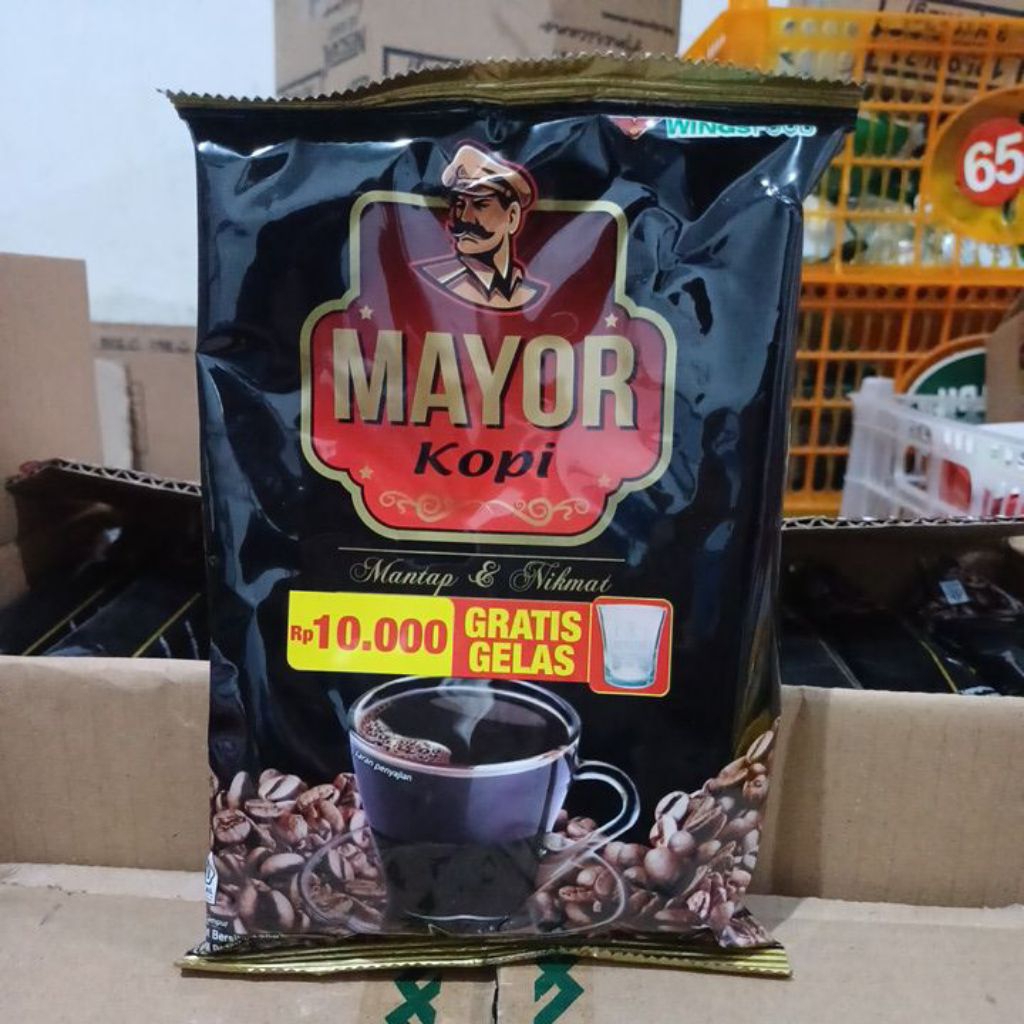 WINGSFOOD
65
MAYOR
Kopi
Mantap & Nikmat
Rp10.000
GRATIS
GELAS
saran penyajian